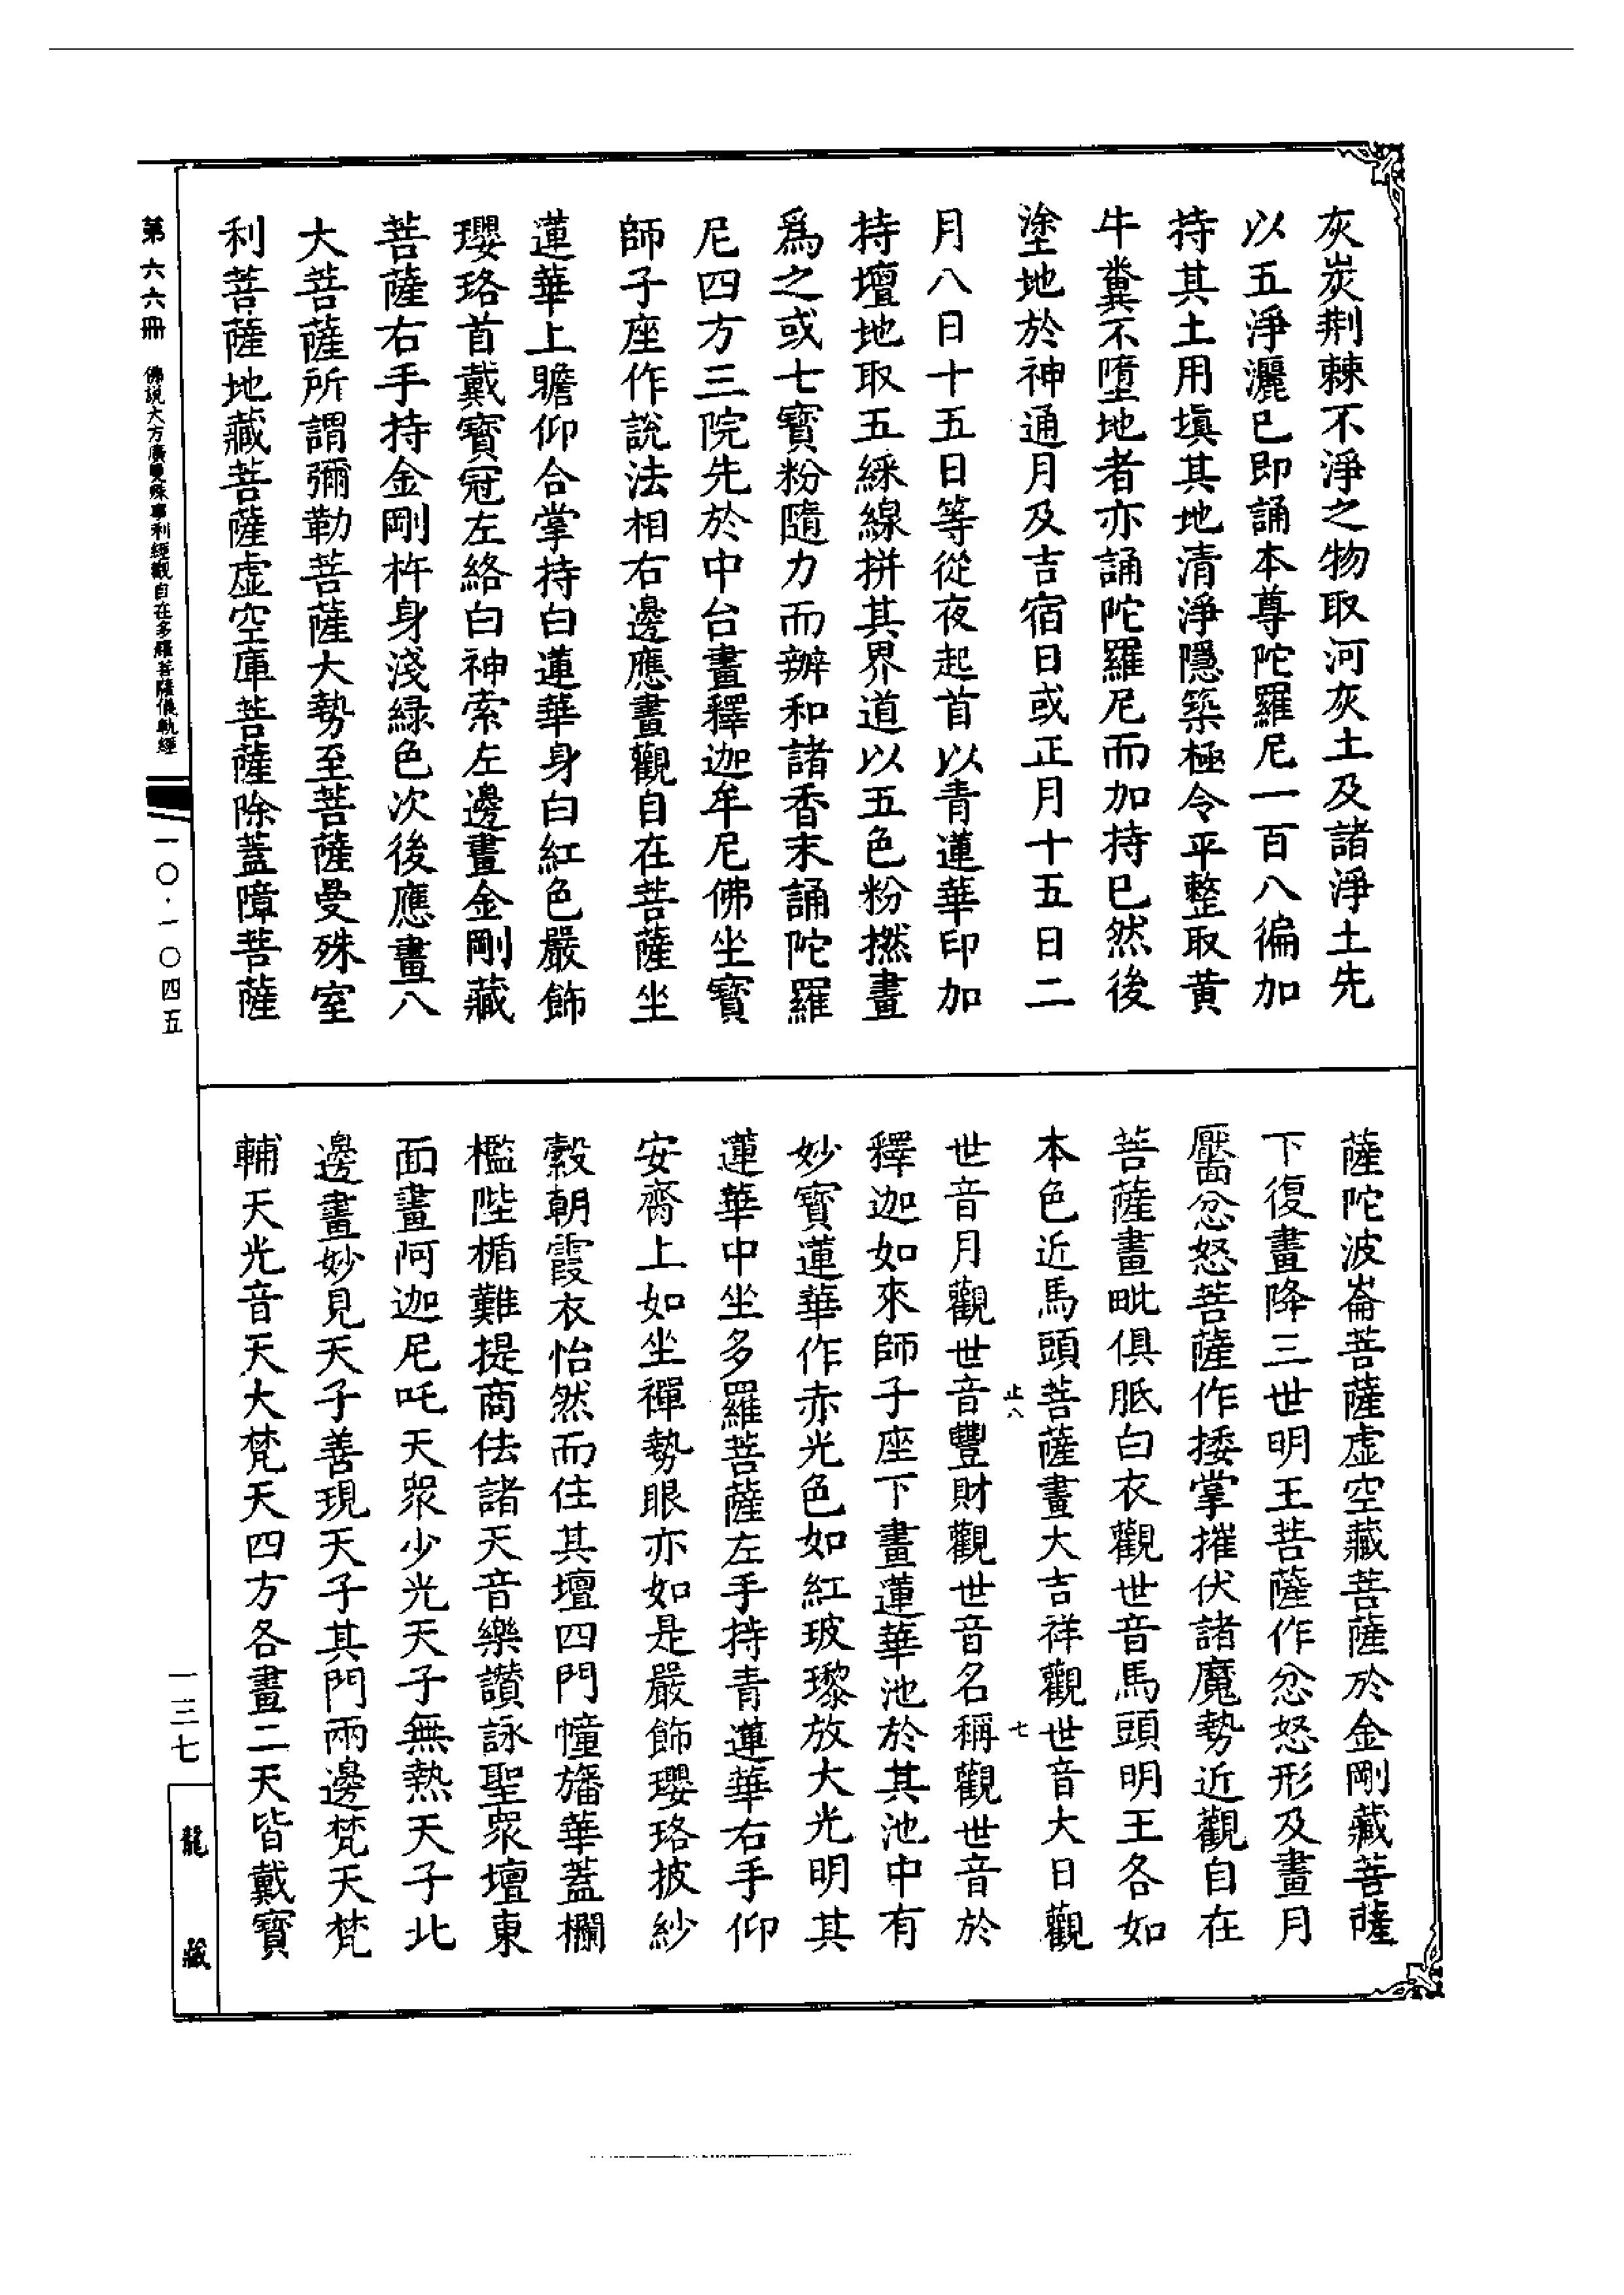 灰炭荆棘不淨之物取河灰土及諸淨土先
以五淨灑已即誦本尊陀羅尼一百八徧加
持其土用塡其地清淨隱築極令平整取黄
牛糞不墮地者亦誦陀羅尼而加持已然後
塗地於神通月及吉宿日或正月十五日二
月八日十五日等從夜起首以青蓮華印加
持壇地取五綵線拼其界道以五色粉撚畫
爲之或七寳粉隨力而辦和諸香末誦陀羅
尼四方三院先於中台畫釋迦牟尼佛坐寳
師子座作説法相右邊應畫觀自在菩薩坐
蓮華上瞻仰合掌持白蓮華身白紅色嚴飾
瓔珞首戴寳冠左絡白神索左邊畫金剛藏
菩薩右手持金剛杵身淺緑色次後應畫八
大菩薩所謂彌勒菩薩大勢至菩薩曼殊室
利菩薩地藏菩薩虚空庫菩薩除蓋障菩薩
薩陀波崙菩薩虚空藏菩薩於金剛藏菩薩
下復畫降三世明王菩薩作忿怒形及畫月
黶忿怒菩薩作捼掌摧伏諸魔勢近觀自在
菩薩畫毗俱胝白衣觀世音馬頭明王各如
本色近馬頭菩薩畫大吉祥觀世音大日觀
止八
七
世音月觀世音豐財觀世音名稱觀世音於
釋迦如來師子座下畫蓮華池於其池中有
妙寳蓮華作赤光色如紅玻瓈放大光明其
蓮華中坐多羅菩薩左手持青蓮華右手仰
安齋上如坐禪勢眼亦如是嚴飾瓔珞披紗
縠朝霞衣怡然而住其壇四門幢旛華蓋欄
檻陛楯難提商佉諸天音樂讃詠聖衆壇東
面畫阿迦尼吒天衆少光天子無熱天子北
邊畫妙見天子善現天子其門兩邊梵天梵
輔天光音天大梵天四方各畫二天皆戴寳
第六六冊　佛説大方廣曼殊室利經觀自在多羅菩薩儀軌經
一〇·一〇四五
一三七
龍藏